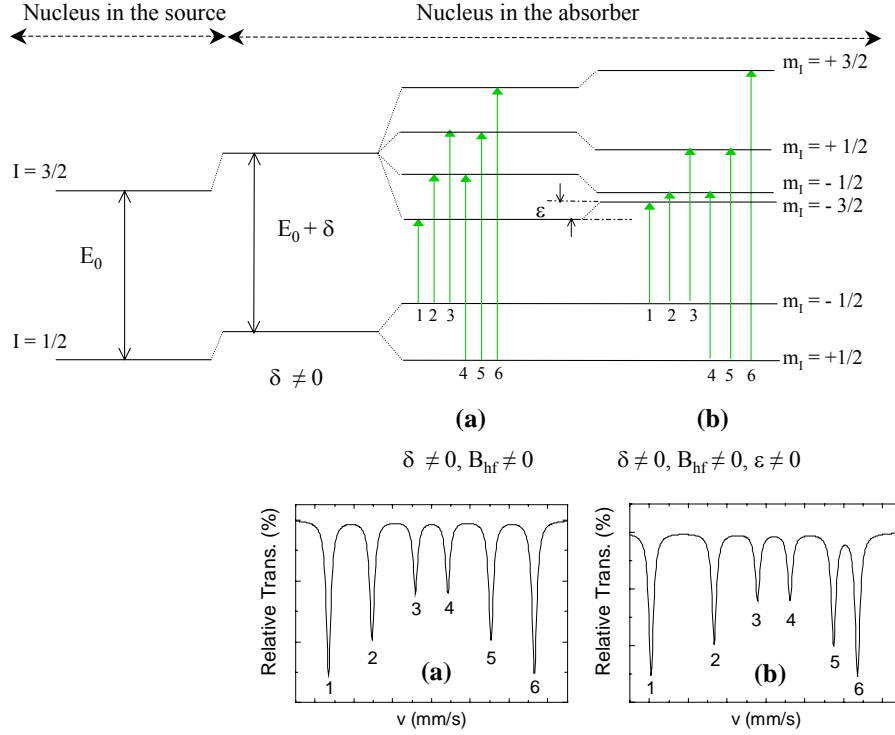 Nucleus in the source
Nucleus in the absorber
m_I = + 3/2
I = 3/2
m_I = + 1/2
m_I = - 1/2
m_I = - 3/2
ε
E_0
E_0 + δ
m_I = - 1/2
1 2 3
1 2 3
I = 1/2
m_I = +1/2
4 5 6
4 5 6
δ ≠ 0
(a)
(b)
δ ≠ 0, B_hf ≠ 0
δ ≠ 0, B_hf ≠ 0, ε ≠ 0
Relative Trans. (%)
1
2
3
4
5
6
(a)
v (mm/s)
Relative Trans. (%)
1
2
3
4
5
6
(b)
v (mm/s)